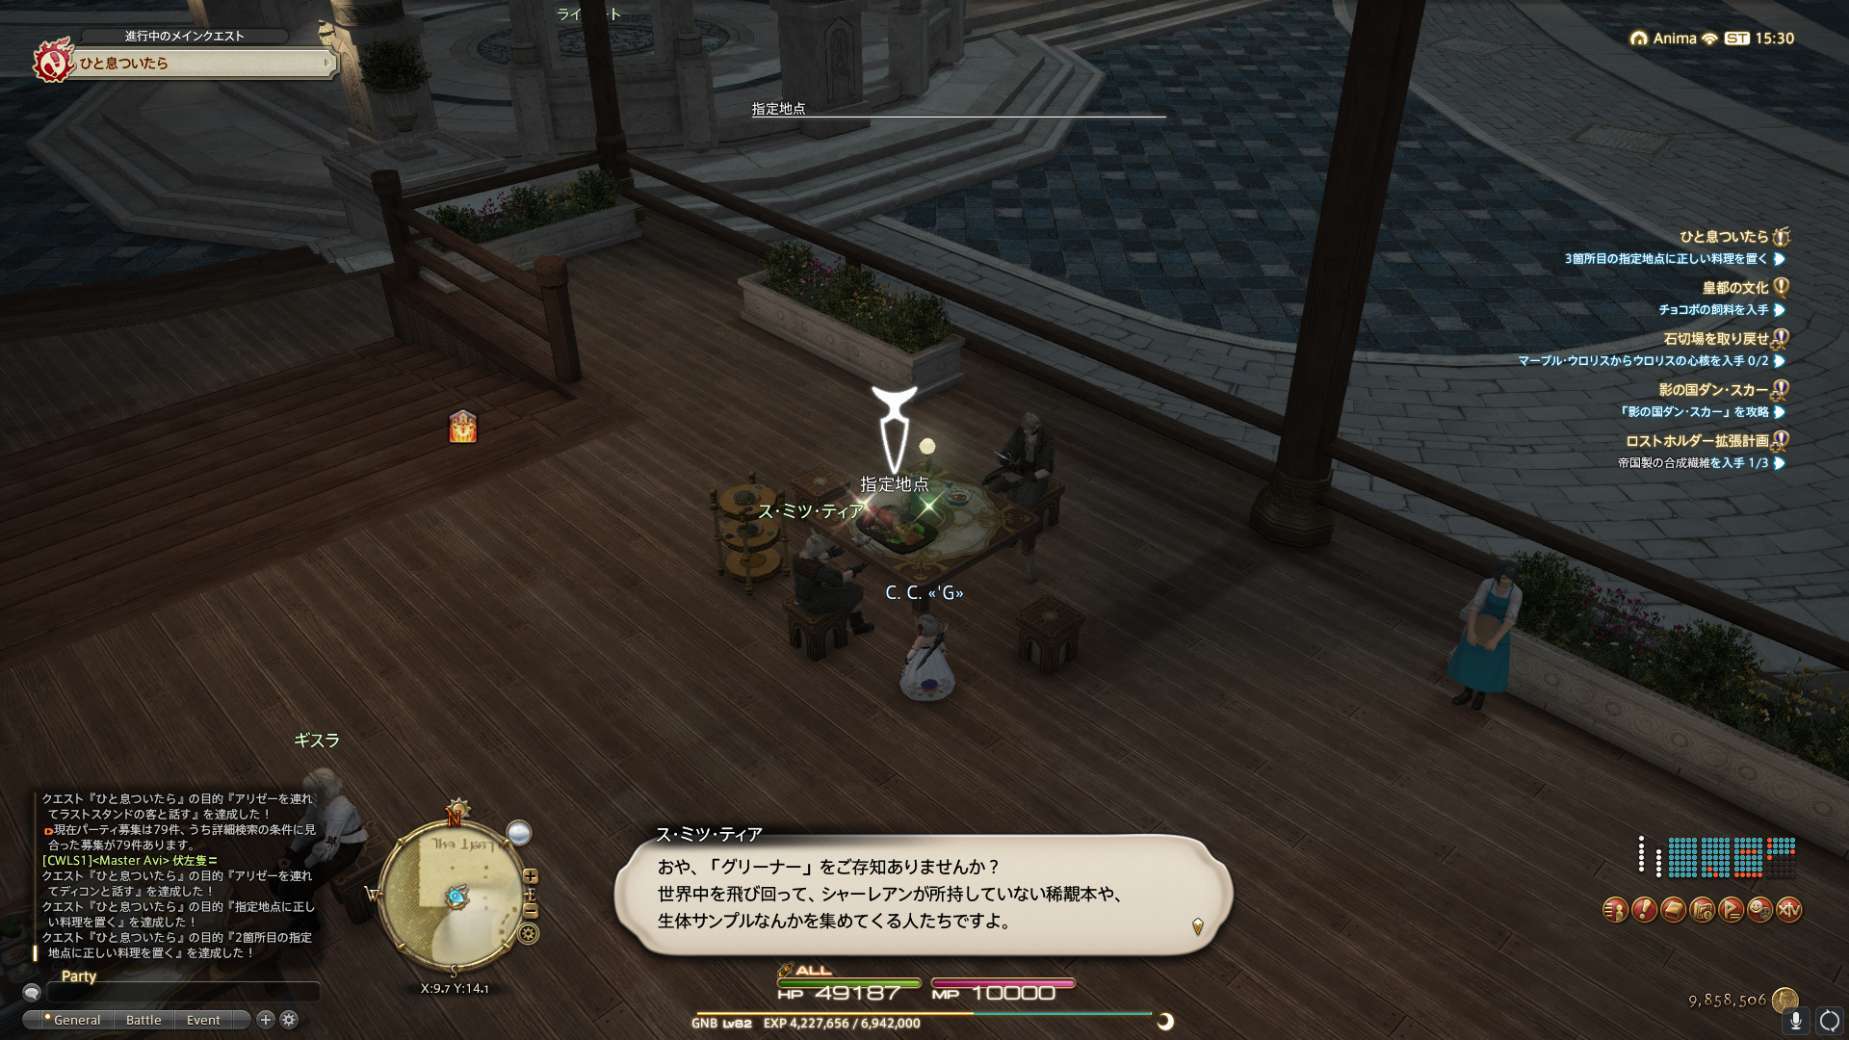 進行中のメインクエスト
ひと息ついたら
Anima ST 15:30
指定地点
ひと息ついたら
3箇所目の指定地点に正しい料理を置く
皇都の文化
チョコボの飼料を入手
石切場を取り戻せ
マーブル・ウロリスからウロリスの心核を入手 0/2
影の国ダン・スカー
「影の国ダン・スカー」を攻略
ロストホルダー拡張計画
帝国製の合成繊維を入手 1/3
指定地点
ス・ミツ・ティア
C. C. «'G»
ギスラ
クエスト『ひと息ついたら』の目的『アリゼーを連れ
てラストスタンドの客と話す』を達成した！
現在パーティ募集は79件、うち詳細検索の条件に見
合った募集が79件あります。
[CWLS1]<Master Avi> 伏左隻=
クエスト『ひと息ついたら』の目的『アリゼーを連れ
てディコンと話す』を達成した！
クエスト『ひと息ついたら』の目的『指定地点に正し
い料理を置く』を達成した！
クエスト『ひと息ついたら』の目的『2箇所目の指定
地点に正しい料理を置く』を達成した！
Party
General Battle Event
N
W
E
S
X:9.7 Y:14.1
ス・ミツ・ティア
おや、「グリーナー」をご存知ありませんか？
世界中を飛び回って、シャーレアンが所持していない稀覯本や、
生体サンプルなんかを集めてくる人たちですよ。
ALL
HP 49187 MP 10000
GNB Lv82 EXP 4,227,656 / 6,942,000
XIV
9,858,506